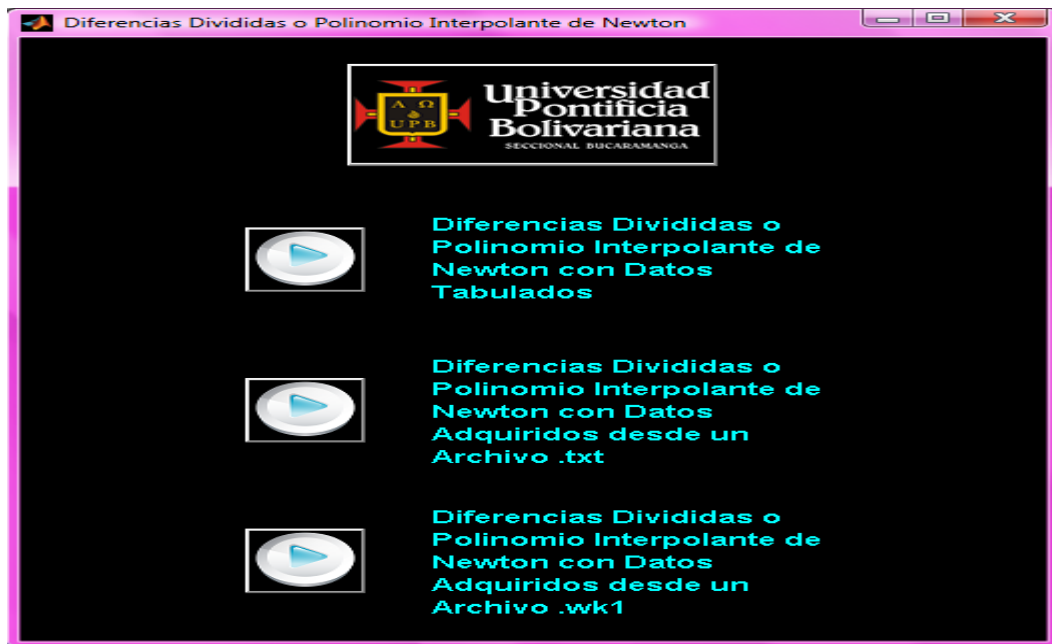 Diferencias Divididas o Polinomio Interpolante de Newton
Universidad
Pontificia
Bolivariana
SECCIONAL BUCARAMANGA
Α Ω
UPB
Diferencias Divididas o
Polinomio Interpolante de
Newton con Datos
Tabulados
Diferencias Divididas o
Polinomio Interpolante de
Newton con Datos
Adquiridos desde un
Archivo .txt
Diferencias Divididas o
Polinomio Interpolante de
Newton con Datos
Adquiridos desde un
Archivo .wk1